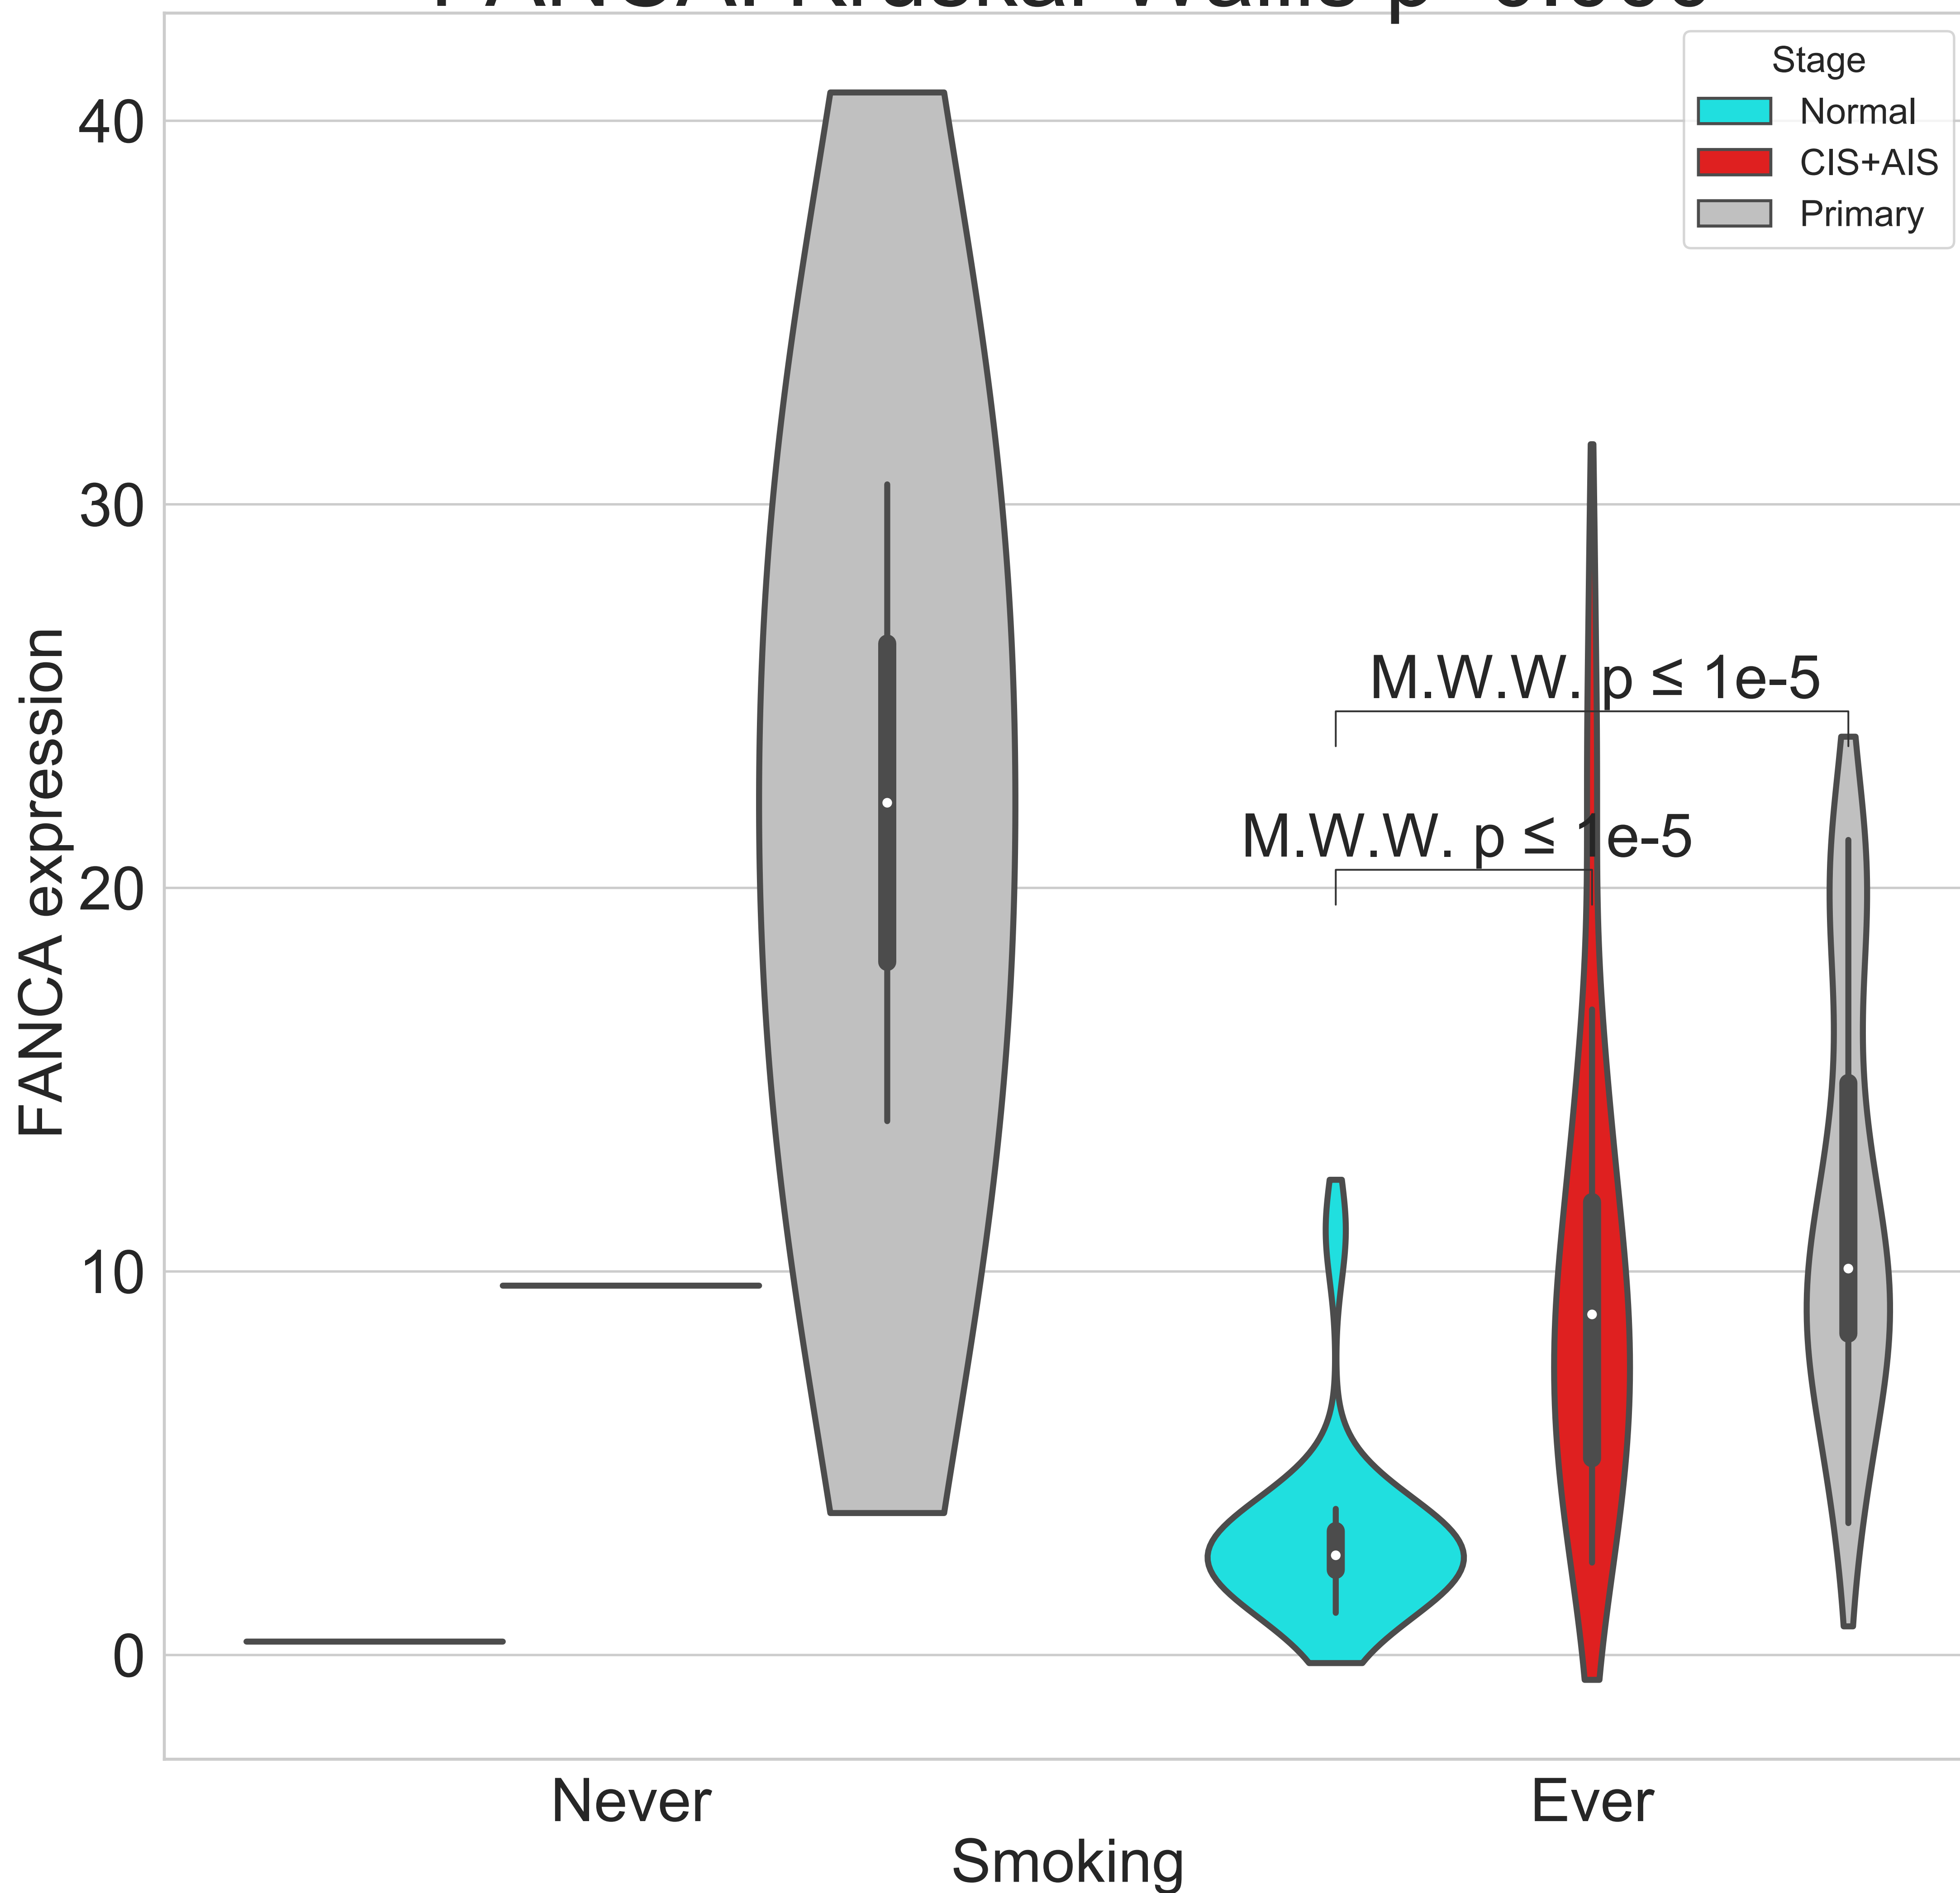 Stage
Normal
CIS+AIS
Primary
40
30
20
10
0
FANCA expression
M.W.W. p ≤ 1e-5
M.W.W. p ≤ 1e-5
Never
Ever
Smoking